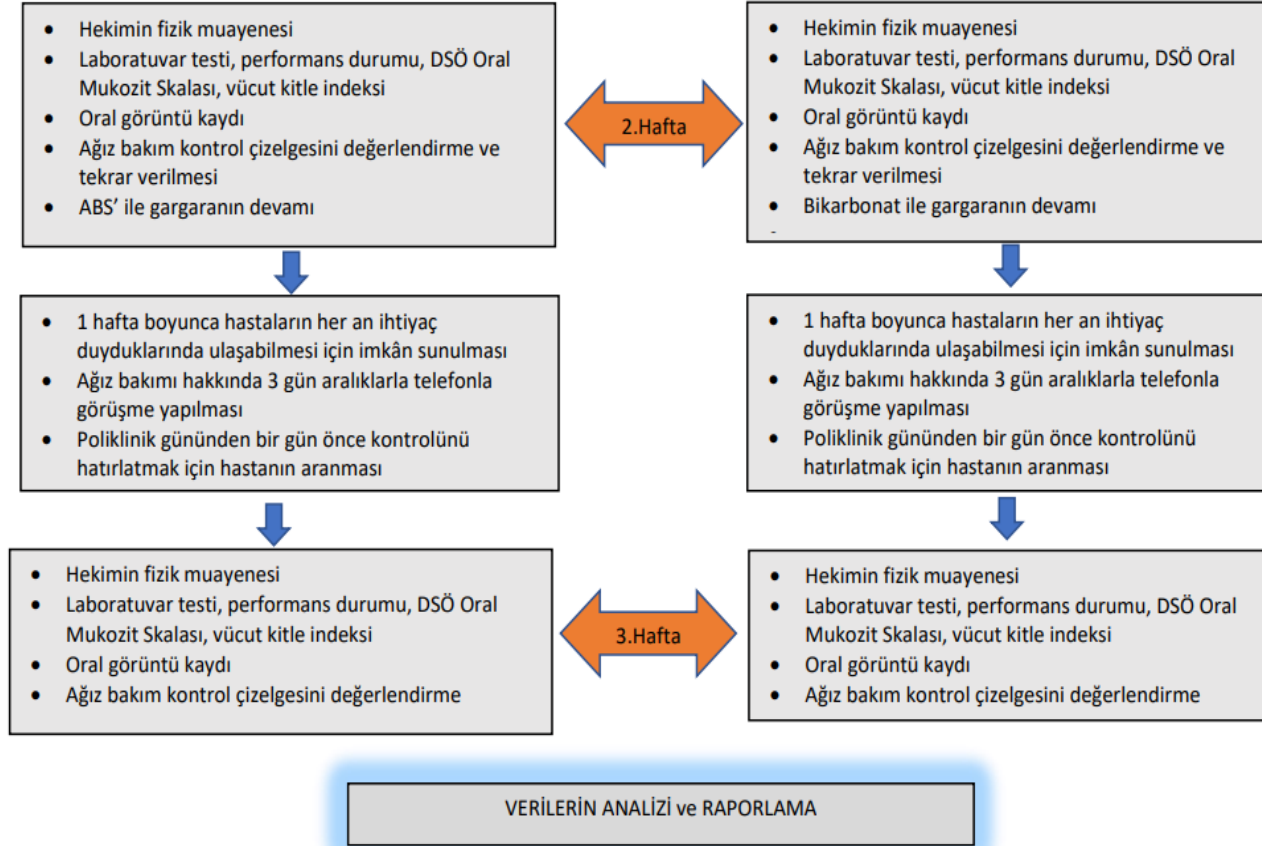 • Hekimin fizik muayenesi
• Laboratuvar testi, performans durumu, DSÖ Oral
Mukozit Skalası, vücut kitle indeksi
• Oral görüntü kaydı
• Ağız bakım kontrol çizelgesini değerlendirme ve
tekrar verilmesi
• ABS’ ile gargaranın devamı
2.Hafta
• Hekimin fizik muayenesi
• Laboratuvar testi, performans durumu, DSÖ Oral
Mukozit Skalası, vücut kitle indeksi
• Oral görüntü kaydı
• Ağız bakım kontrol çizelgesini değerlendirme ve
tekrar verilmesi
• Bikarbonat ile gargaranın devamı
• 1 hafta boyunca hastaların her an ihtiyaç
duyduklarında ulaşabilmesi için imkân sunulması
• Ağız bakımı hakkında 3 gün aralıklarla telefonla
görüşme yapılması
• Poliklinik gününden bir gün önce kontrolünü
hatırlatmak için hastanın aranması
• 1 hafta boyunca hastaların her an ihtiyaç
duyduklarında ulaşabilmesi için imkân sunulması
• Ağız bakımı hakkında 3 gün aralıklarla telefonla
görüşme yapılması
• Poliklinik gününden bir gün önce kontrolünü
hatırlatmak için hastanın aranması
• Hekimin fizik muayenesi
• Laboratuvar testi, performans durumu, DSÖ Oral
Mukozit Skalası, vücut kitle indeksi
• Oral görüntü kaydı
• Ağız bakım kontrol çizelgesini değerlendirme
3.Hafta
• Hekimin fizik muayenesi
• Laboratuvar testi, performans durumu, DSÖ Oral
Mukozit Skalası, vücut kitle indeksi
• Oral görüntü kaydı
• Ağız bakım kontrol çizelgesini değerlendirme
VERİLERİN ANALİZİ ve RAPORLAMA